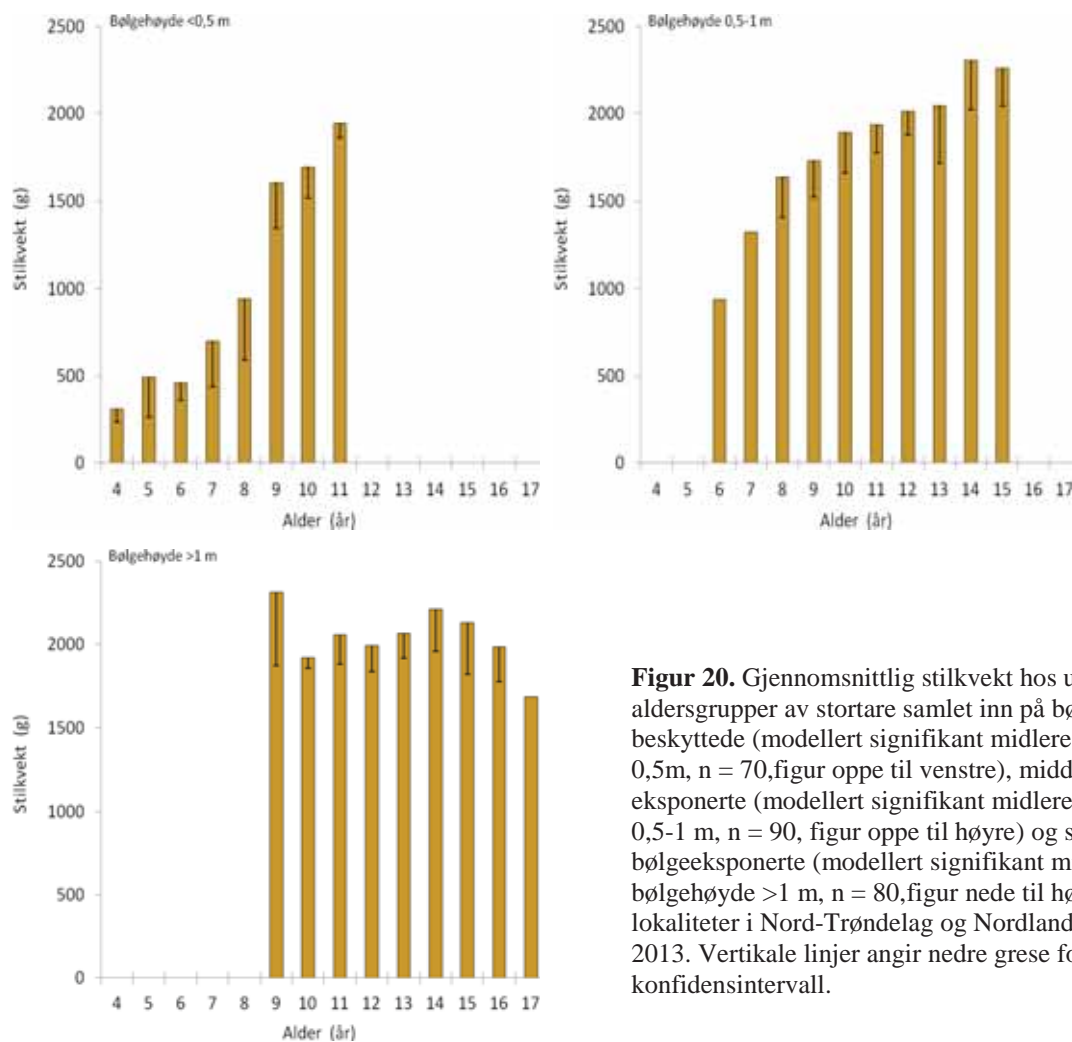 Bølgehøyde <0,5 m
2500
2000
1500
1000
500
0
Stilkvekt (g)
4 5 6 7 8 9 10 11 12 13 14 15 16 17
Alder (år)
Bølgehøyde 0,5-1 m
2500
2000
1500
1000
500
0
Stilkvekt (g)
4 5 6 7 8 9 10 11 12 13 14 15 16 17
Alder (år)
Bølgehøyde >1 m
2500
2000
1500
1000
500
0
Stilkvekt (g)
4 5 6 7 8 9 10 11 12 13 14 15 16 17
Alder (år)
Figur 20. Gjennomsnittlig stilkvekt hos u
aldersgrupper av stortare samlet inn på bø
beskyttede (modellert signifikant midlere
0,5m, n = 70,figur oppe til venstre), midd
eksponerte (modellert signifikant midlere
0,5-1 m, n = 90, figur oppe til høyre) og s
bølgeeksponerte (modellert signifikant mi
bølgehøyde >1 m, n = 80,figur nede til hø
lokaliteter i Nord-Trøndelag og Nordland
2013. Vertikale linjer angir nedre grese fo
konfidensintervall.